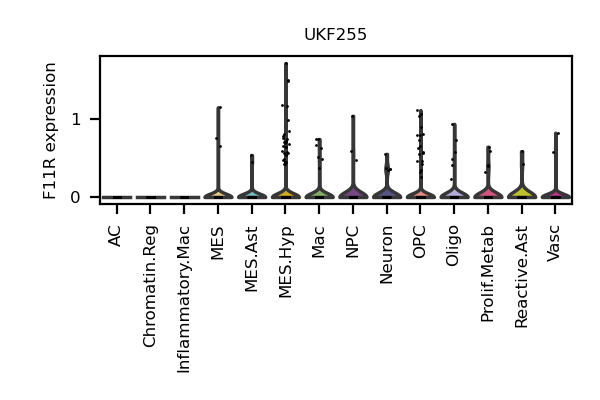 UKF255
F11R expression
1
0
AC
Chromatin.Reg
Inflammatory.Mac
MES
MES.Ast
MES.Hyp
Mac
NPC
Neuron
OPC
Oligo
Prolif.Metab
Reactive.Ast
Vasc